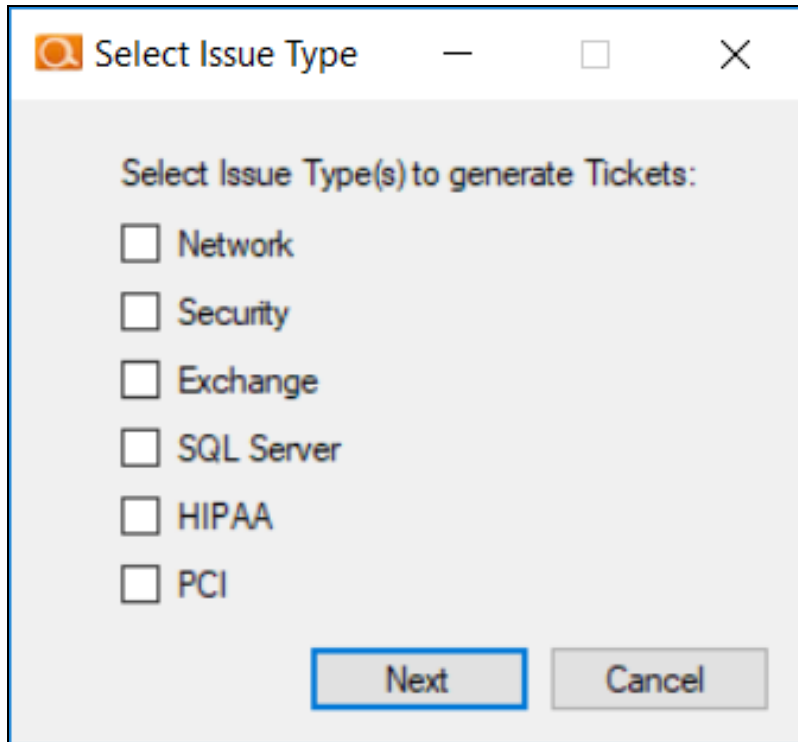 Select Issue Type
Select Issue Type(s) to generate Tickets:
Network
Security
Exchange
SQL Server
HIPAA
PCI
Next Cancel